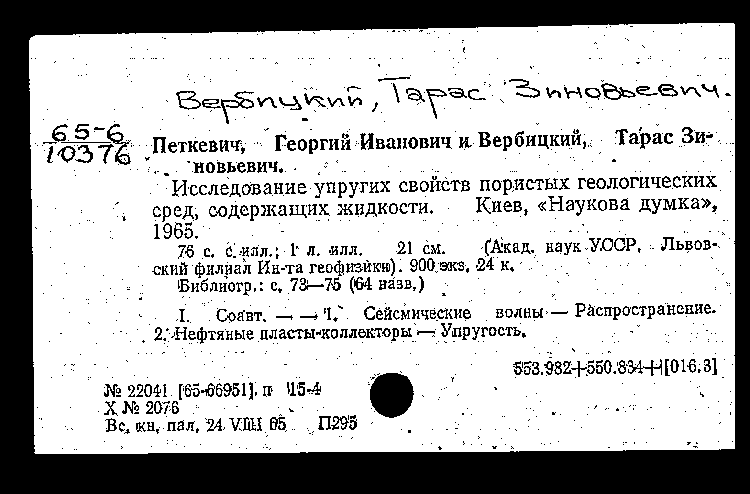 Вербицкий, Тарас Зиновьевич.
65-6
10376
Петкевич, Георгий Иванович и Вербицкий, Тарас Зи-
новьевич.
Исследование упругих свойств пористых геологических
сред, содержащих жидкости. Киев, «Наукова думка»,
1965.
76 с. с илл.; 1 л. илл. 21 см. (Акад. наук УССР. Львов-
ский филиал Ин-та геофизики). 900 экз. 24 к.
Библиогр.: с. 73—75 (64 назв.)
I. Соавт. — — 1. Сейсмические волны — Распространение.
2. Нефтяные пласты-коллекторы — Упругость.
553.982+550.834+[016.3]
№ 22041 [65-66951] п 15-4
X № 2076
Вс. кн. пал. 24 VIII 65 П295